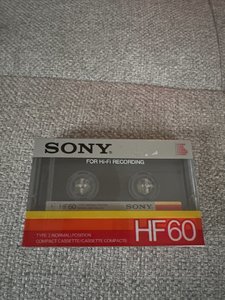 SONY
FOR Hi-Fi RECORDING
HF60
SONY
TYPE I (NORMAL) POSITION
COMPACT CASSETTE/CASSETTE COMPACTE
HF60